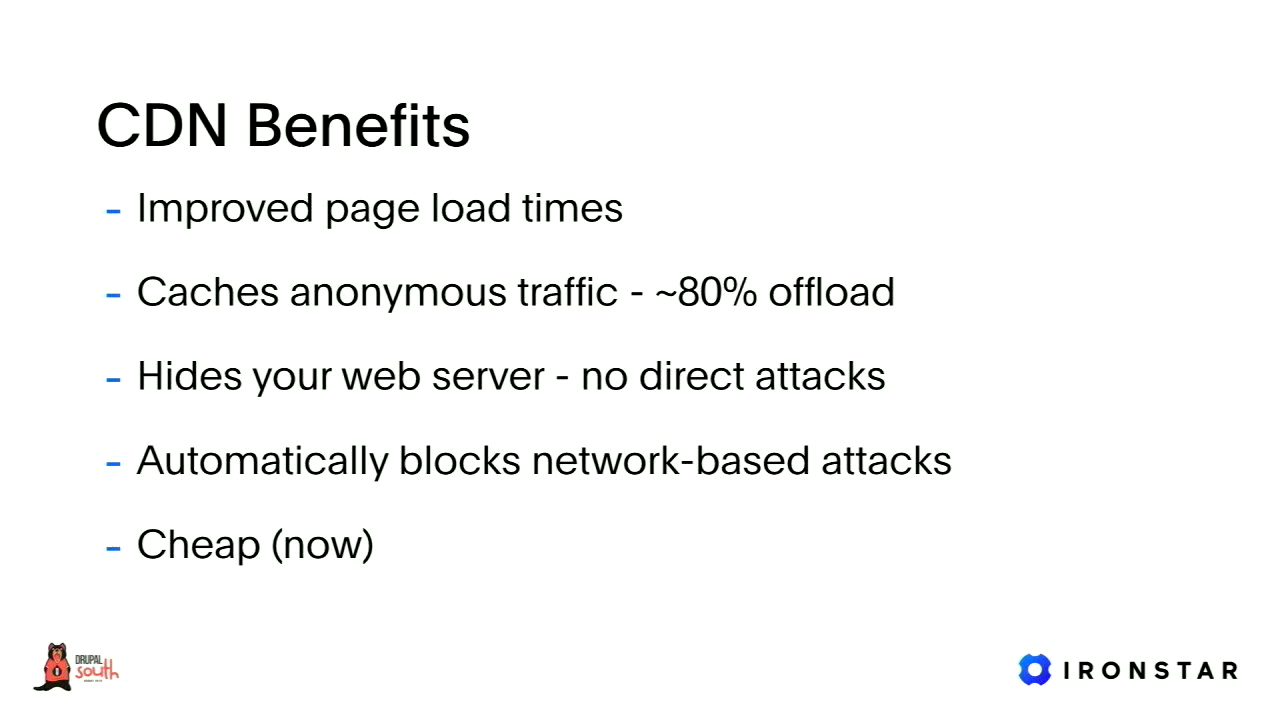 CDN Benefits
- Improved page load times
- Caches anonymous traffic - ~80% offload
- Hides your web server - no direct attacks
- Automatically blocks network-based attacks
- Cheap (now)
DRUPAL
south
IRONSTAR